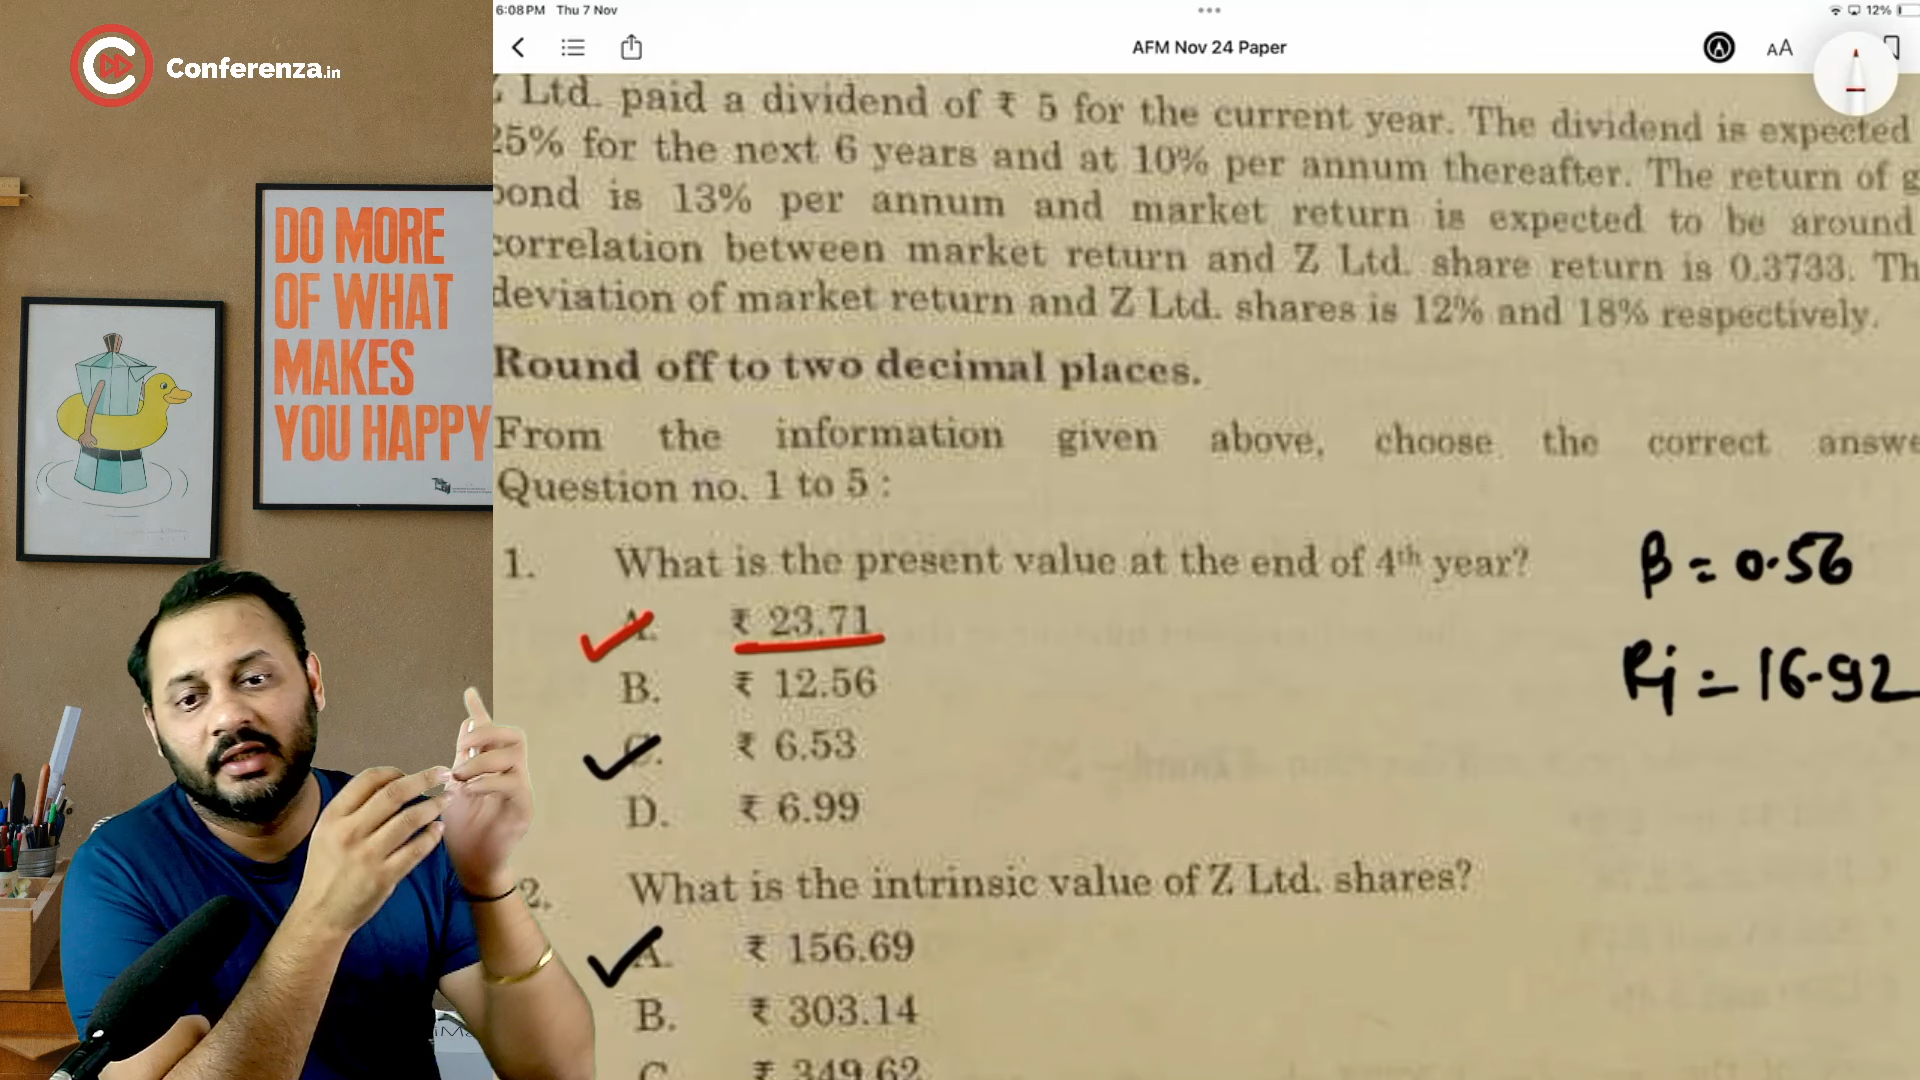 Conferenza.in
DO MORE
OF WHAT
MAKES
YOU HAPPY
6:08 PM Thu 7 Nov
12%
AFM Nov 24 Paper
AA
Ltd. paid a dividend of ₹ 5 for the current year. The dividend is expected
25% for the next 6 years and at 10% per annum thereafter. The return of g
bond is 13% per annum and market return is expected to be around
correlation between market return and Z Ltd. share return is 0.3733. Th
deviation of market return and Z Ltd. shares is 12% and 18% respectively.
Round off to two decimal places.
From the information given above, choose the correct answe
Question no. 1 to 5 :
1. What is the present value at the end of 4th year?
A. ₹ 23.71
B. ₹ 12.56
C. ₹ 6.53
D. ₹ 6.99
β = 0.56
Rj = 16.92
2. What is the intrinsic value of Z Ltd. shares?
A. ₹ 156.69
B. ₹ 303.14
C. ₹ 349.62